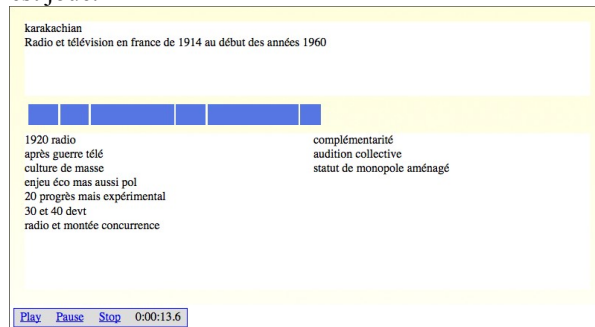 karakachian
Radio et télévision en france de 1914 au début des années 1960
1920 radio
après guerre télé
culture de masse
enjeu éco mas aussi pol
20 progrès mais expérimental
30 et 40 devt
radio et montée concurrence
complémentarité
audition collective
statut de monopole aménagé
Play Pause Stop 0:00:13.6